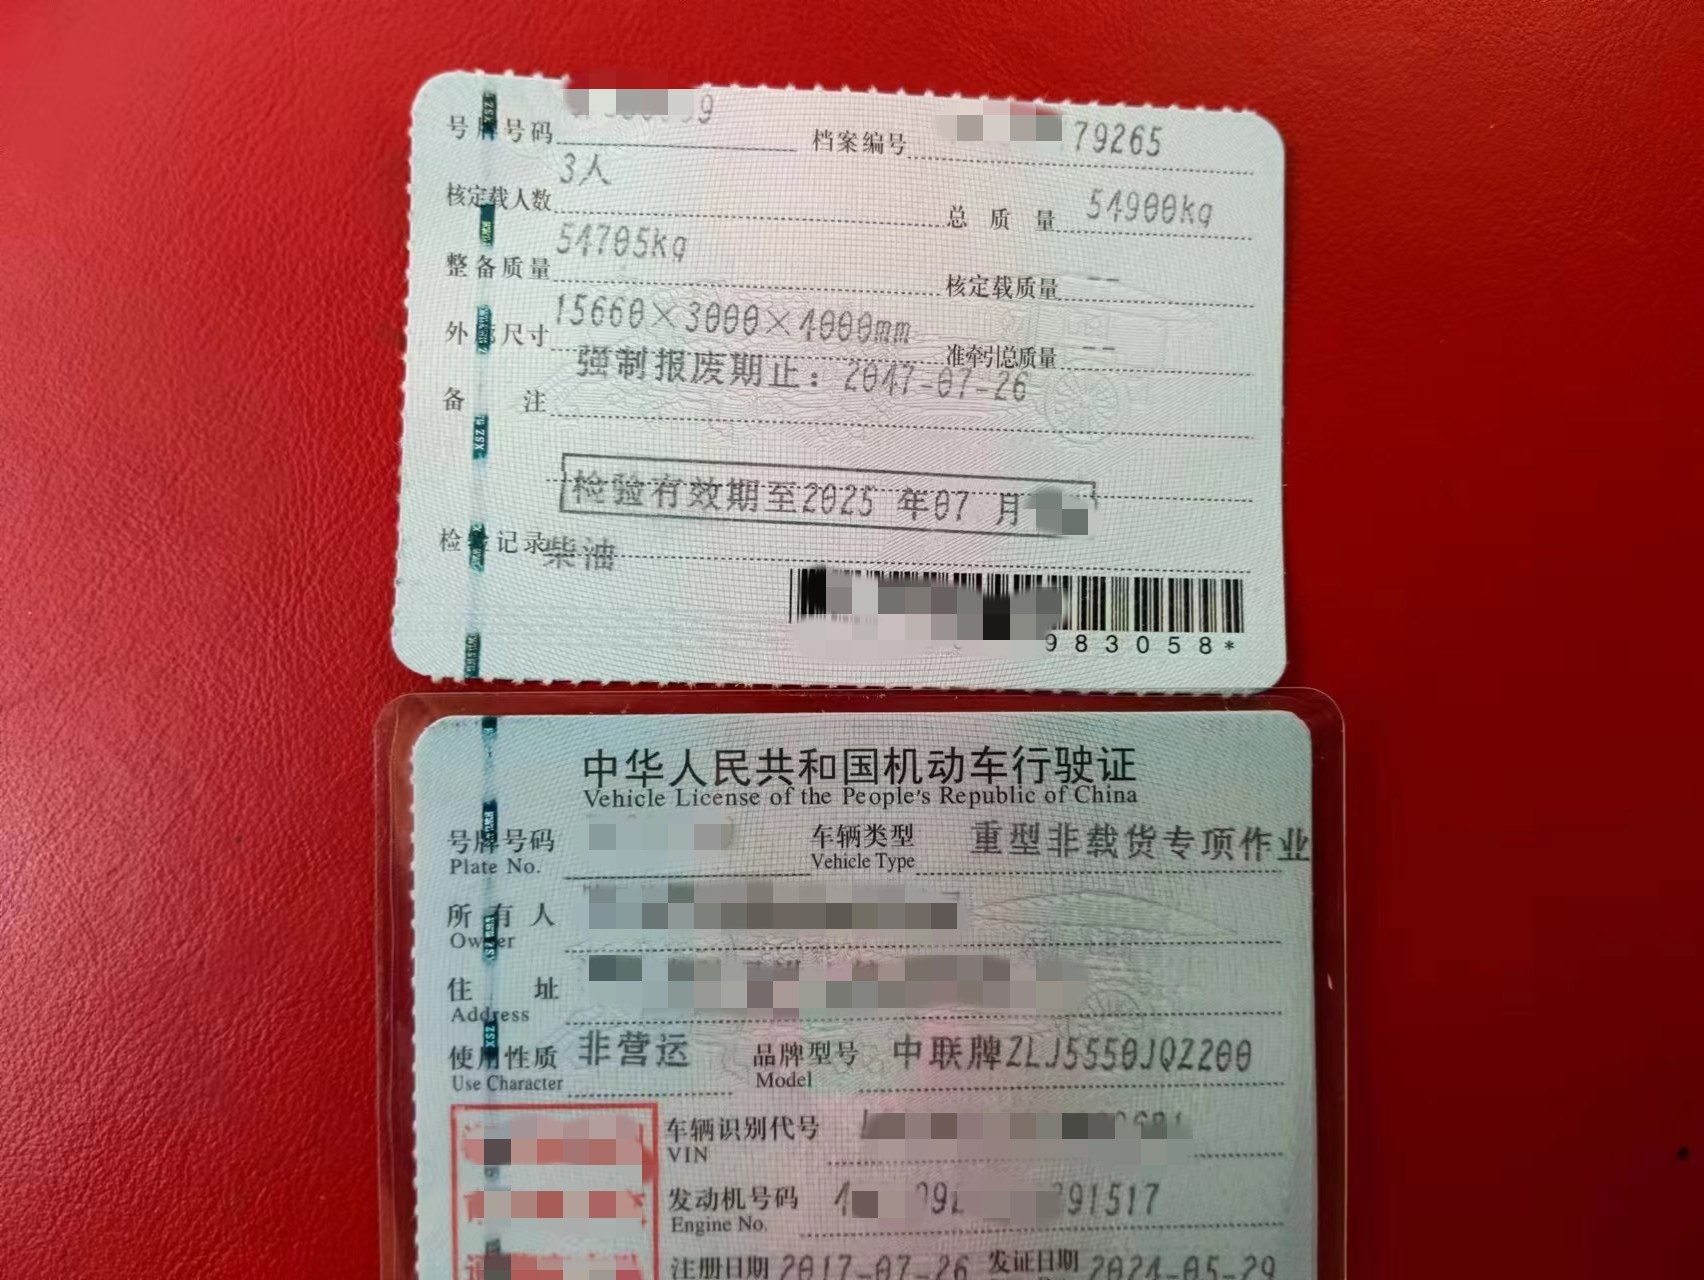 号牌号码 9 档案编号 79265
核定载人数 3人 总质量 54900kg
整备质量 54705kg 核定载质量 --
外廓尺寸 15660×3000×4000mm 准牵引总质量 --
备注 强制报废期止：2047-07-26
检验有效期至2025 年07 月
检验记录 柴油
983058*
中华人民共和国机动车行驶证
Vehicle License of the People's Republic of China
号牌号码 车辆类型 重型非载货专项作业
Plate No. Vehicle Type
所有人
Owner
住址
Address
使用性质 非营运 品牌型号 中联牌ZLJ5550JQZ200
Use Character Model
车辆识别代号
VIN
发动机号码 91517
Engine No.
注册日期 2017-07-26 发证日期 2024-05-29